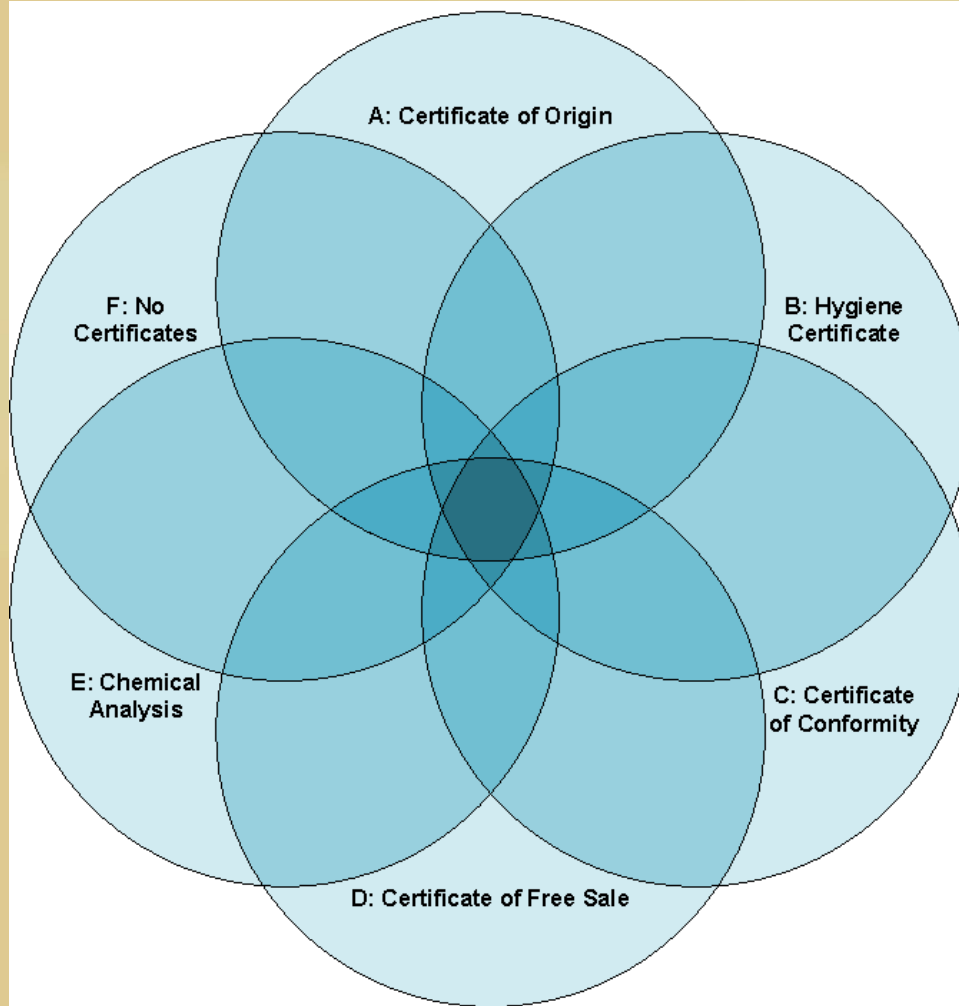 A: Certificate of Origin
F: No
Certificates
B: Hygiene
Certificate
E: Chemical
Analysis
C: Certificate
of Conformity
D: Certificate of Free Sale